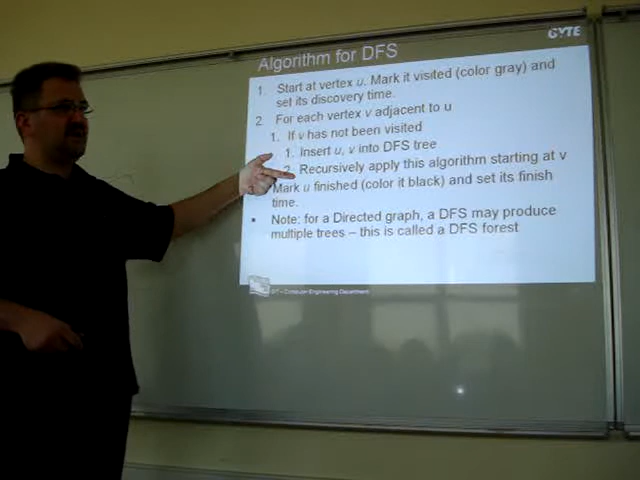 GYTE
Algorithm for DFS
1. Start at vertex u. Mark it visited (color gray) and
set its discovery time.
2. For each vertex v adjacent to u
1. If v has not been visited
1. Insert u, v into DFS tree
2. Recursively apply this algorithm starting at v
Mark u finished (color it black) and set its finish
time.
▪ Note: for a Directed graph, a DFS may produce
multiple trees – this is called a DFS forest
Computer Engineering Department